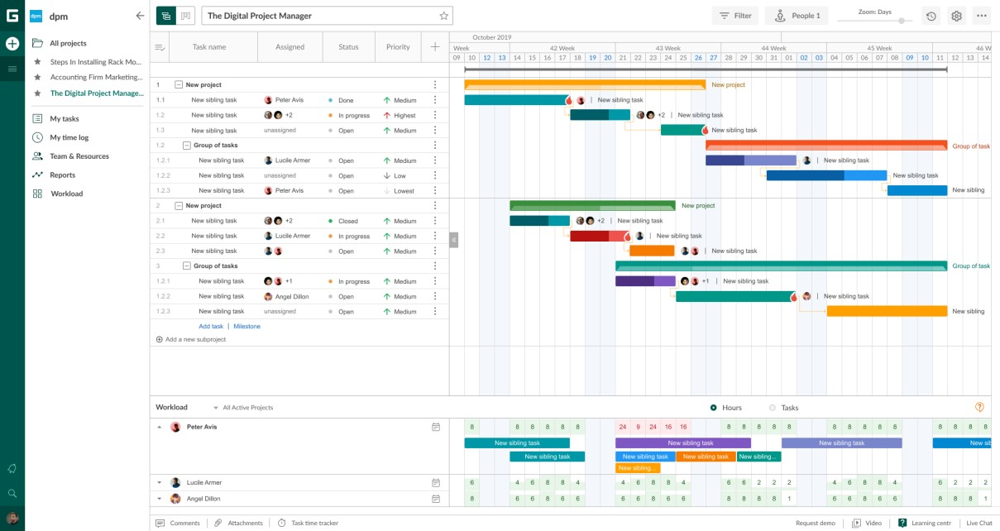 dpm dpm
The Digital Project Manager
Filter
People 1
Zoom: Days
All projects
Steps In Installing Rack Mo...
Accounting Firm Marketing...
The Digital Project Manage...
My tasks
My time log
Team & Resources
Reports
Workload
Task name Assigned Status Priority
October 2019
Week 42 Week 43 Week 44 Week 45 Week 46 W
09 10 12 13 14 15 16 17 18 19 20 21 22 23 24 25 26 27 28 29 30 31 01 02 03 04 05 06 07 08 09 10 11 12 13 14
1 New project New project
1.1 New sibling task Peter Avis Done Medium | New sibling task
1.2 New sibling task +2 In progress Highest +2 | New sibling task
1.3 New sibling task unassigned Open Medium New sibling task
1.2 Group of tasks Group of task
1.2.1 New sibling task Lucile Armer Open Medium | New sibling task
1.2.2 New sibling task unassigned Open Low New sibling task
1.2.3 New sibling task Peter Avis Open Lowest New sibling
2 New project New project
2.1 New sibling task +2 Closed Medium +2 | New sibling task
2.2 New sibling task Lucile Armer In progress Medium | New sibling task
2.3 New sibling task Open Medium | New sibling task
3 Group of tasks Group of task
1.2.1 New sibling task +1 In progress Medium +1 | New sibling task
1.2.2 New sibling task Angel Dillon Open Medium | New sibling task
1.2.3 New sibling task unassigned Open Medium New sibling
Add task | Milestone
Add a new subproject
Workload All Active Projects Hours Tasks
Peter Avis 8 8 8 8 8 8 24 9 24 16 16 8 8 8 8 8 8 8 8 8 8 8 8 8 8
New sibling task New sibling task New sibling task New sib
New sibling task New sibling task New sibling task New sibling...
New sibling...
Lucile Armer 6 4 6 8 8 4 4 6 8 8 4 6 6 2 2 2 4 6 8 8 4 6 2 2 2
Angel Dillon 8 6 6 6 6 6 6 6 8 6 6 8 8 8 8 1 6 6 8 6 6 8 8 8 1
Comments Attachments Task time tracker Request demo Video Learning centr Live Chat